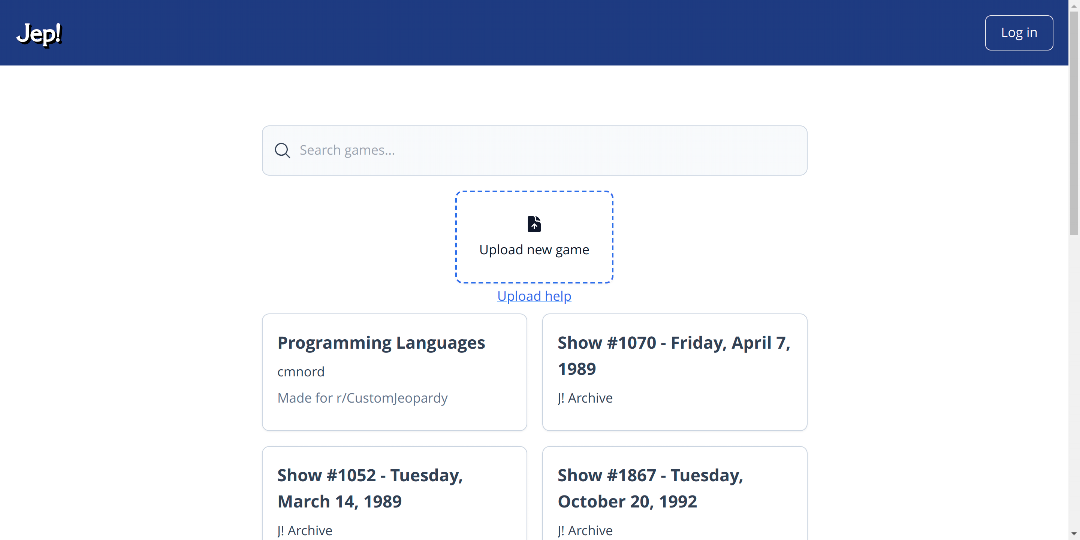 Jep!
Log in
Search games...
Upload new game
Upload help
Programming Languages
cmnord
Made for r/CustomJeopardy
Show #1070 - Friday, April 7,
1989
J! Archive
Show #1052 - Tuesday,
March 14, 1989
J! Archive
Show #1867 - Tuesday,
October 20, 1992
J! Archive